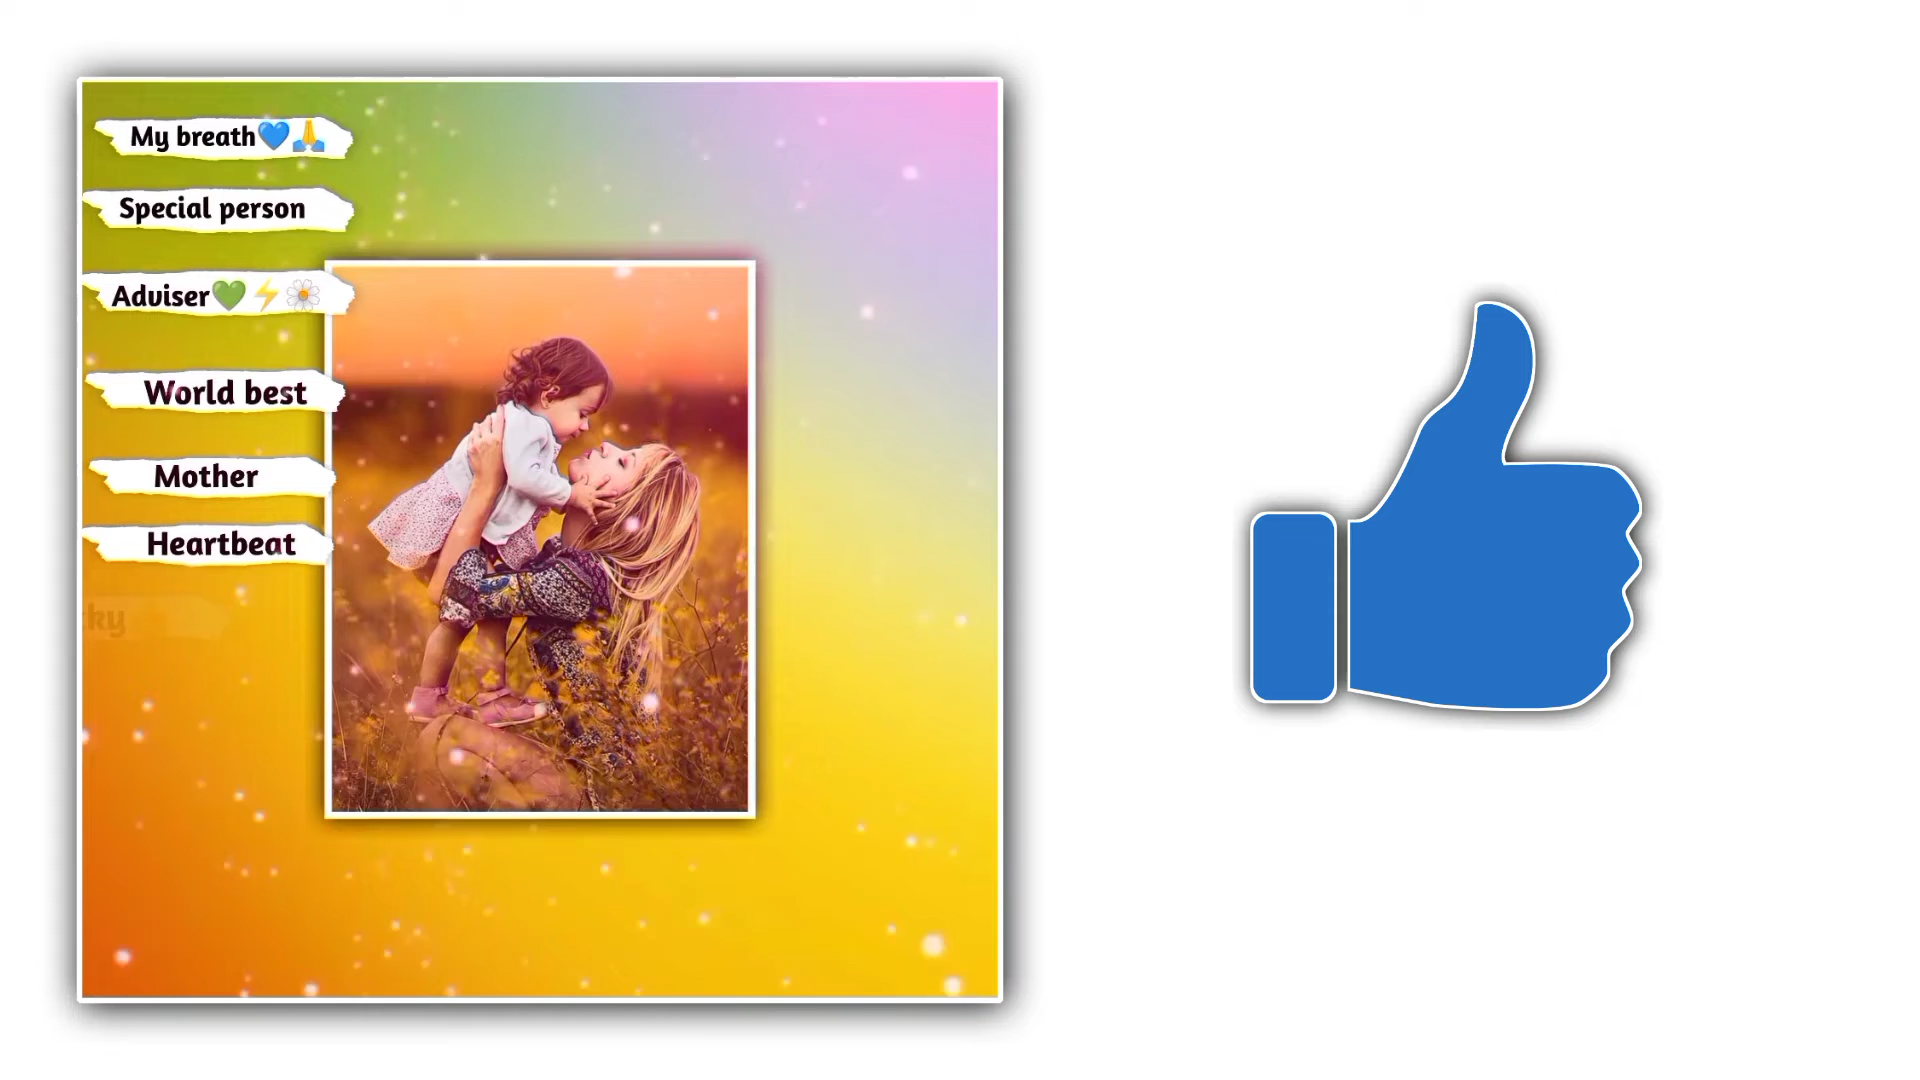 My breath💙🙏
Special person
Adviser💚⚡🌼
World best
Mother
Heartbeat